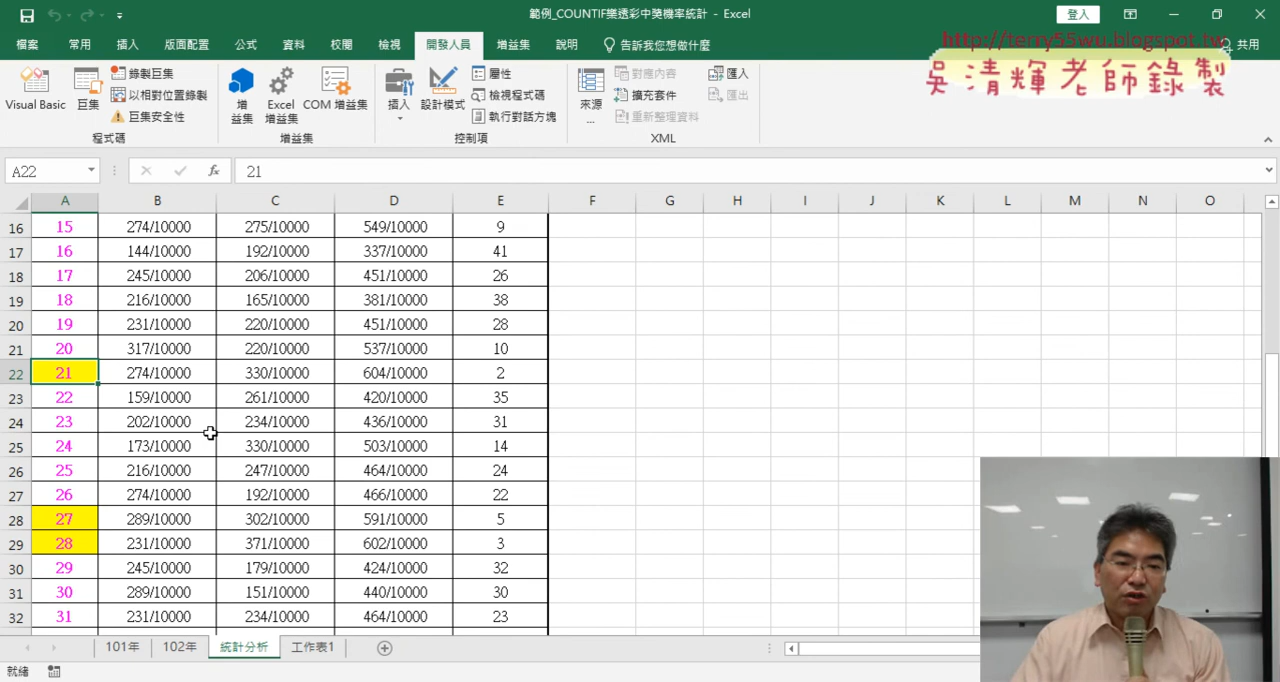 範例_COUNTIF樂透彩中獎機率統計 - Excel
登入
檔案 常用 插入 版面配置 公式 資料 校閱 檢視 開發人員 增益集 說明 告訴我您想做什麼 共用
http://terry55wu.blogspot.tw
吳清輝老師錄製
Visual Basic 巨集 錄製巨集 以相對位置錄製 巨集安全性
增益集 Excel 增益集 COM 增益集
插入 設計模式 屬性 檢視程式碼 執行對話方塊
來源... 對應內容 擴充套件 重新整理資料 匯入 匯出
程式碼 增益集 控制項 XML
A22 fx 21
A B C D E F G H I J K L M N O
16 15 274/10000 275/10000 549/10000 9
17 16 144/10000 192/10000 337/10000 41
18 17 245/10000 206/10000 451/10000 26
19 18 216/10000 165/10000 381/10000 38
20 19 231/10000 220/10000 451/10000 28
21 20 317/10000 220/10000 537/10000 10
22 21 274/10000 330/10000 604/10000 2
23 22 159/10000 261/10000 420/10000 35
24 23 202/10000 234/10000 436/10000 31
25 24 173/10000 330/10000 503/10000 14
26 25 216/10000 247/10000 464/10000 24
27 26 274/10000 192/10000 466/10000 22
28 27 289/10000 302/10000 591/10000 5
29 28 231/10000 371/10000 602/10000 3
30 29 245/10000 179/10000 424/10000 32
31 30 289/10000 151/10000 440/10000 30
32 31 231/10000 234/10000 464/10000 23
101年 102年 統計分析 工作表1
就緒